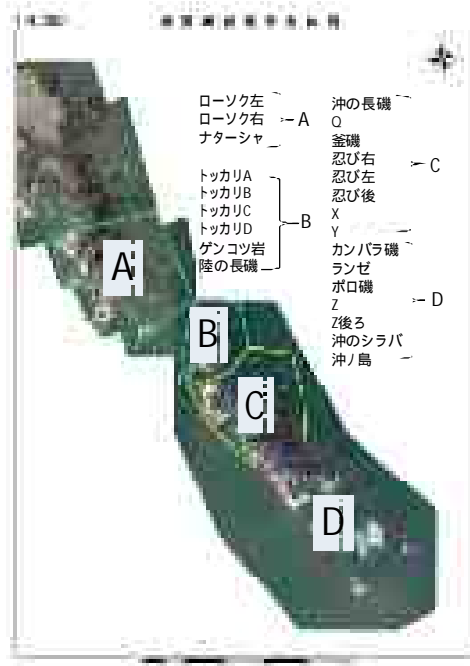 ローソク左
ローソク右
ナターシャ
A
トッカリA
トッカリB
トッカリC
トッカリD
ゲンコツ岩
陸の長磯
B
沖の長磯
Q
釜磯
忍び右
忍び左
忍び後
X
Y
C
カンバラ磯
ランゼ
ポロ磯
Z
Z後ろ
沖のシラバ
沖ノ島
D
A
B
C
D